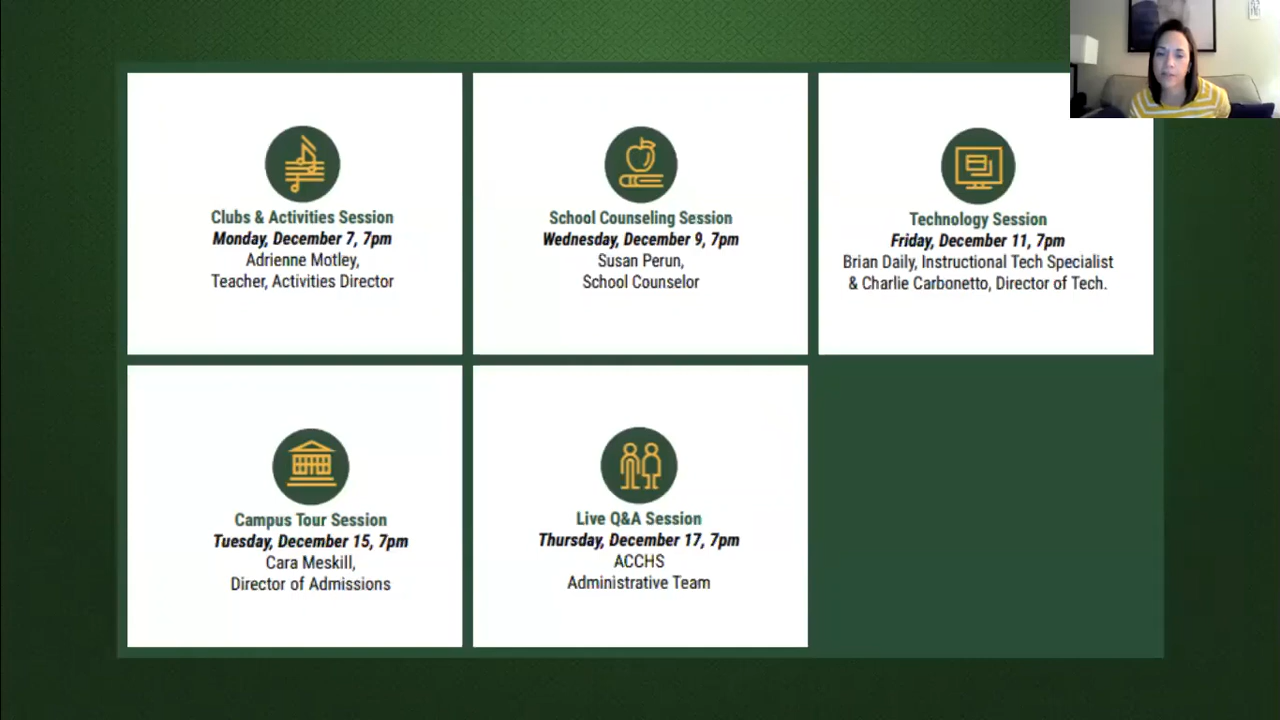 Clubs & Activities Session
Monday, December 7, 7pm
Adrienne Motley,
Teacher, Activities Director
School Counseling Session
Wednesday, December 9, 7pm
Susan Perun,
School Counselor
Technology Session
Friday, December 11, 7pm
Brian Daily, Instructional Tech Specialist
& Charlie Carbonetto, Director of Tech.
Campus Tour Session
Tuesday, December 15, 7pm
Cara Meskill,
Director of Admissions
Live Q&A Session
Thursday, December 17, 7pm
ACCHS
Administrative Team